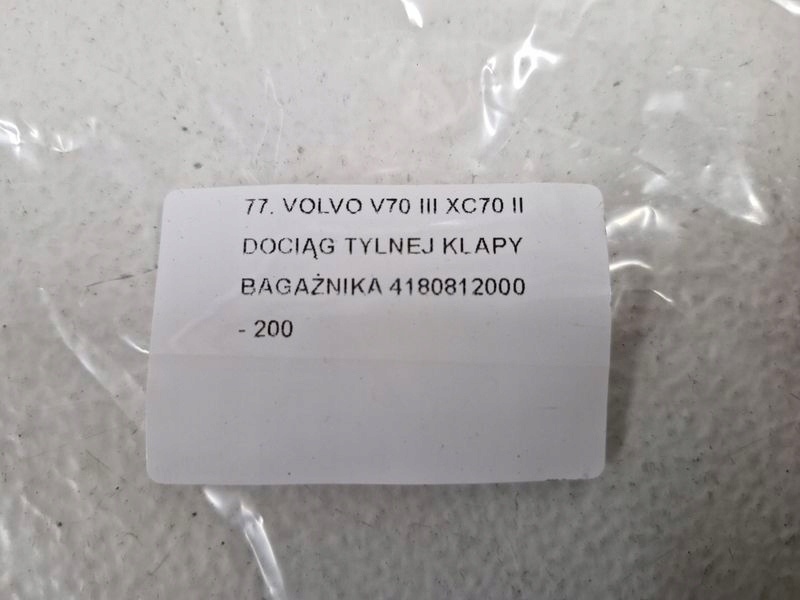 77. VOLVO V70 III XC70 II
DOCIĄG TYLNEJ KLAPY
BAGAŻNIKA 4180812000
- 200